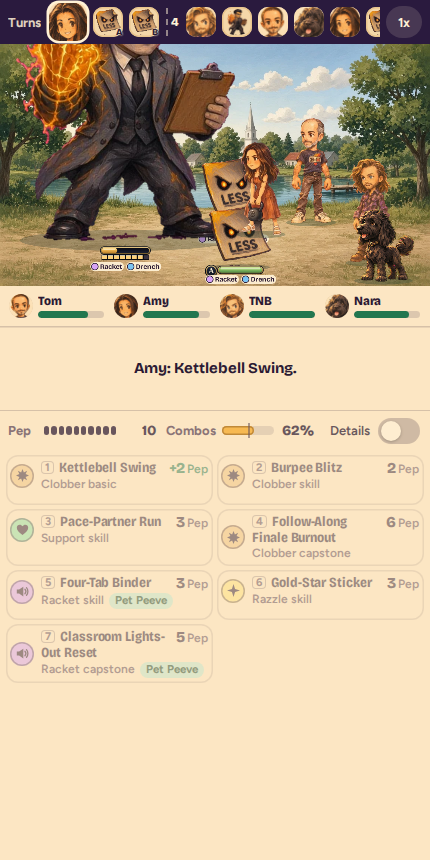 Turns
LESS
A
LESS
B
4
1x
LESS
LESS
Racket Drench
A
Racket Drench
Tom
Amy
TNB
Nara
Amy: Kettlebell Swing.
Pep 10 Combos 62% Details
1 Kettlebell Swing +2 Pep
Clobber basic
2 Burpee Blitz 2 Pep
Clobber skill
3 Pace-Partner Run 3 Pep
Support skill
4 Follow-Along 6 Pep
Finale Burnout
Clobber capstone
5 Four-Tab Binder 3 Pep
Racket skill Pet Peeve
6 Gold-Star Sticker 3 Pep
Razzle skill
7 Classroom Lights- 5 Pep
Out Reset
Racket capstone Pet Peeve